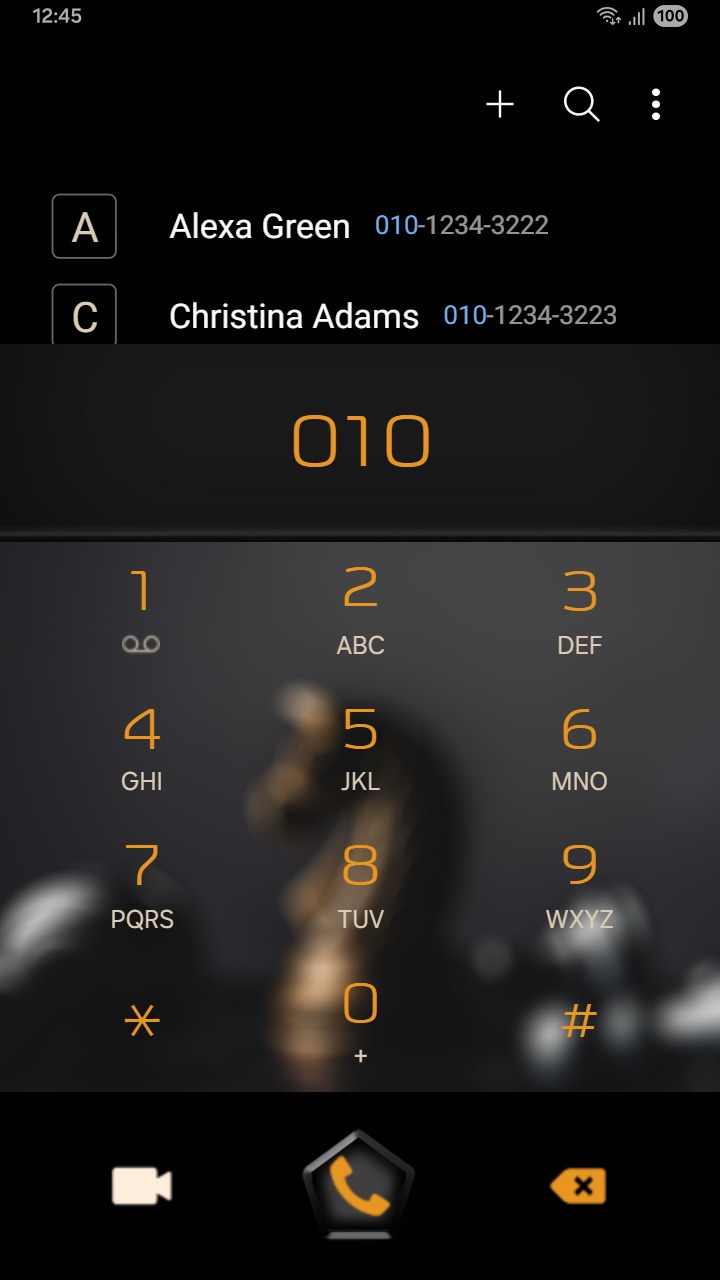 12:45 100
A Alexa Green 010-1234-3222
C Christina Adams 010-1234-3223
010
1 2 3
ABC DEF
4 5 6
GHI JKL MNO
7 8 9
PQRS TUV WXYZ
* 0 #
+